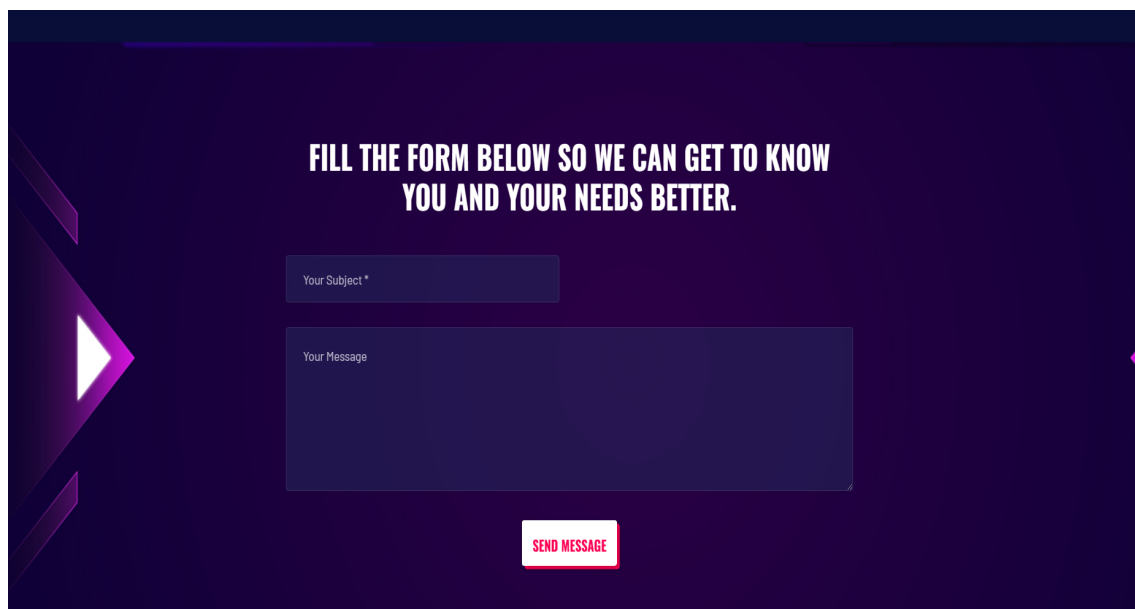 FILL THE FORM BELOW SO WE CAN GET TO KNOW
YOU AND YOUR NEEDS BETTER.
Your Subject *
Your Message
SEND MESSAGE